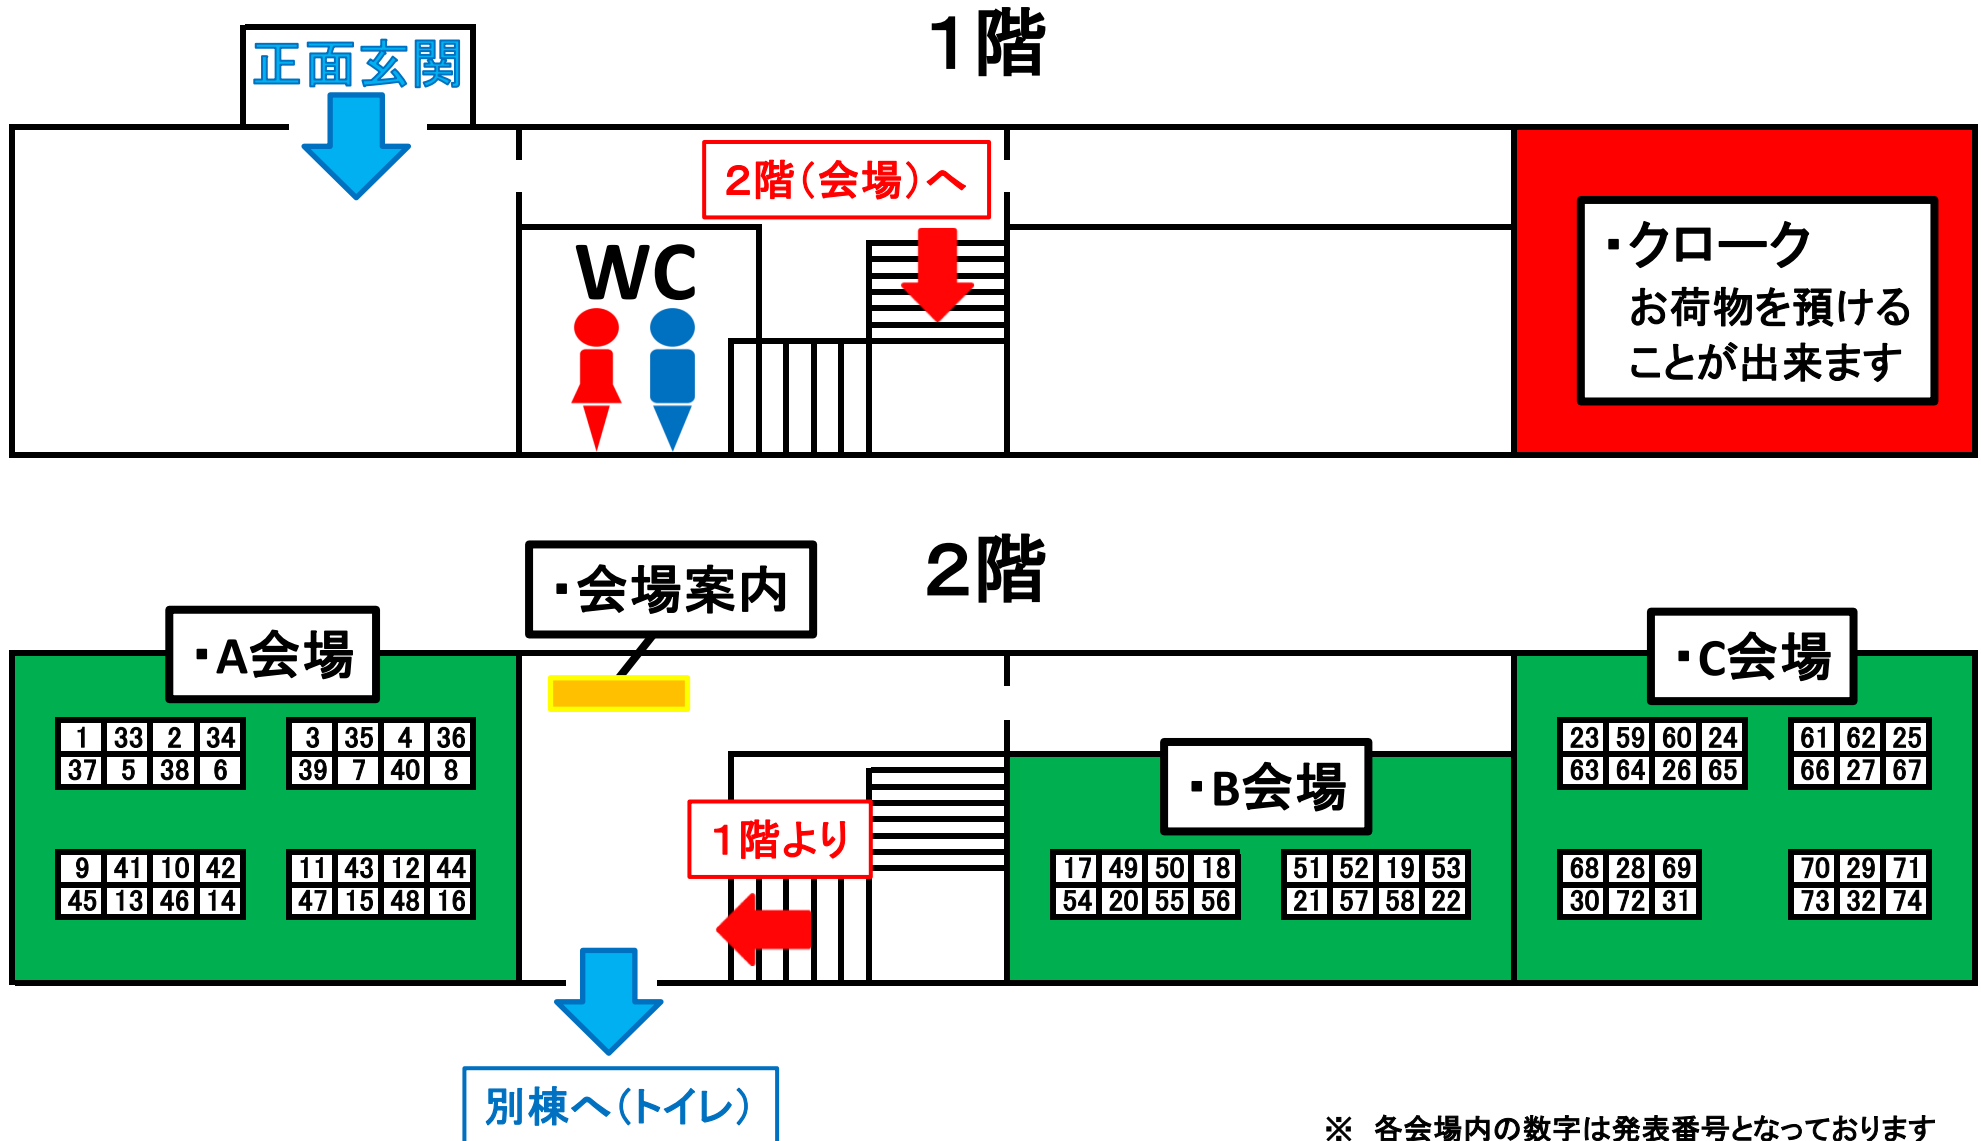 1階
正面玄関
2階(会場)へ
WC
・クローク
お荷物を預ける
ことが出来ます
2階
・会場案内
・A会場
1 33 2 34
37 5 38 6
3 35 4 36
39 7 40 8
9 41 10 42
45 13 46 14
11 43 12 44
47 15 48 16
1階より
・B会場
17 49 50 18
54 20 55 56
51 52 19 53
21 57 58 22
・C会場
23 59 60 24
63 64 26 65
61 62 25
66 27 67
68 28 69
30 72 31
70 29 71
73 32 74
別棟へ(トイレ)
※ 各会場内の数字は発表番号となっております